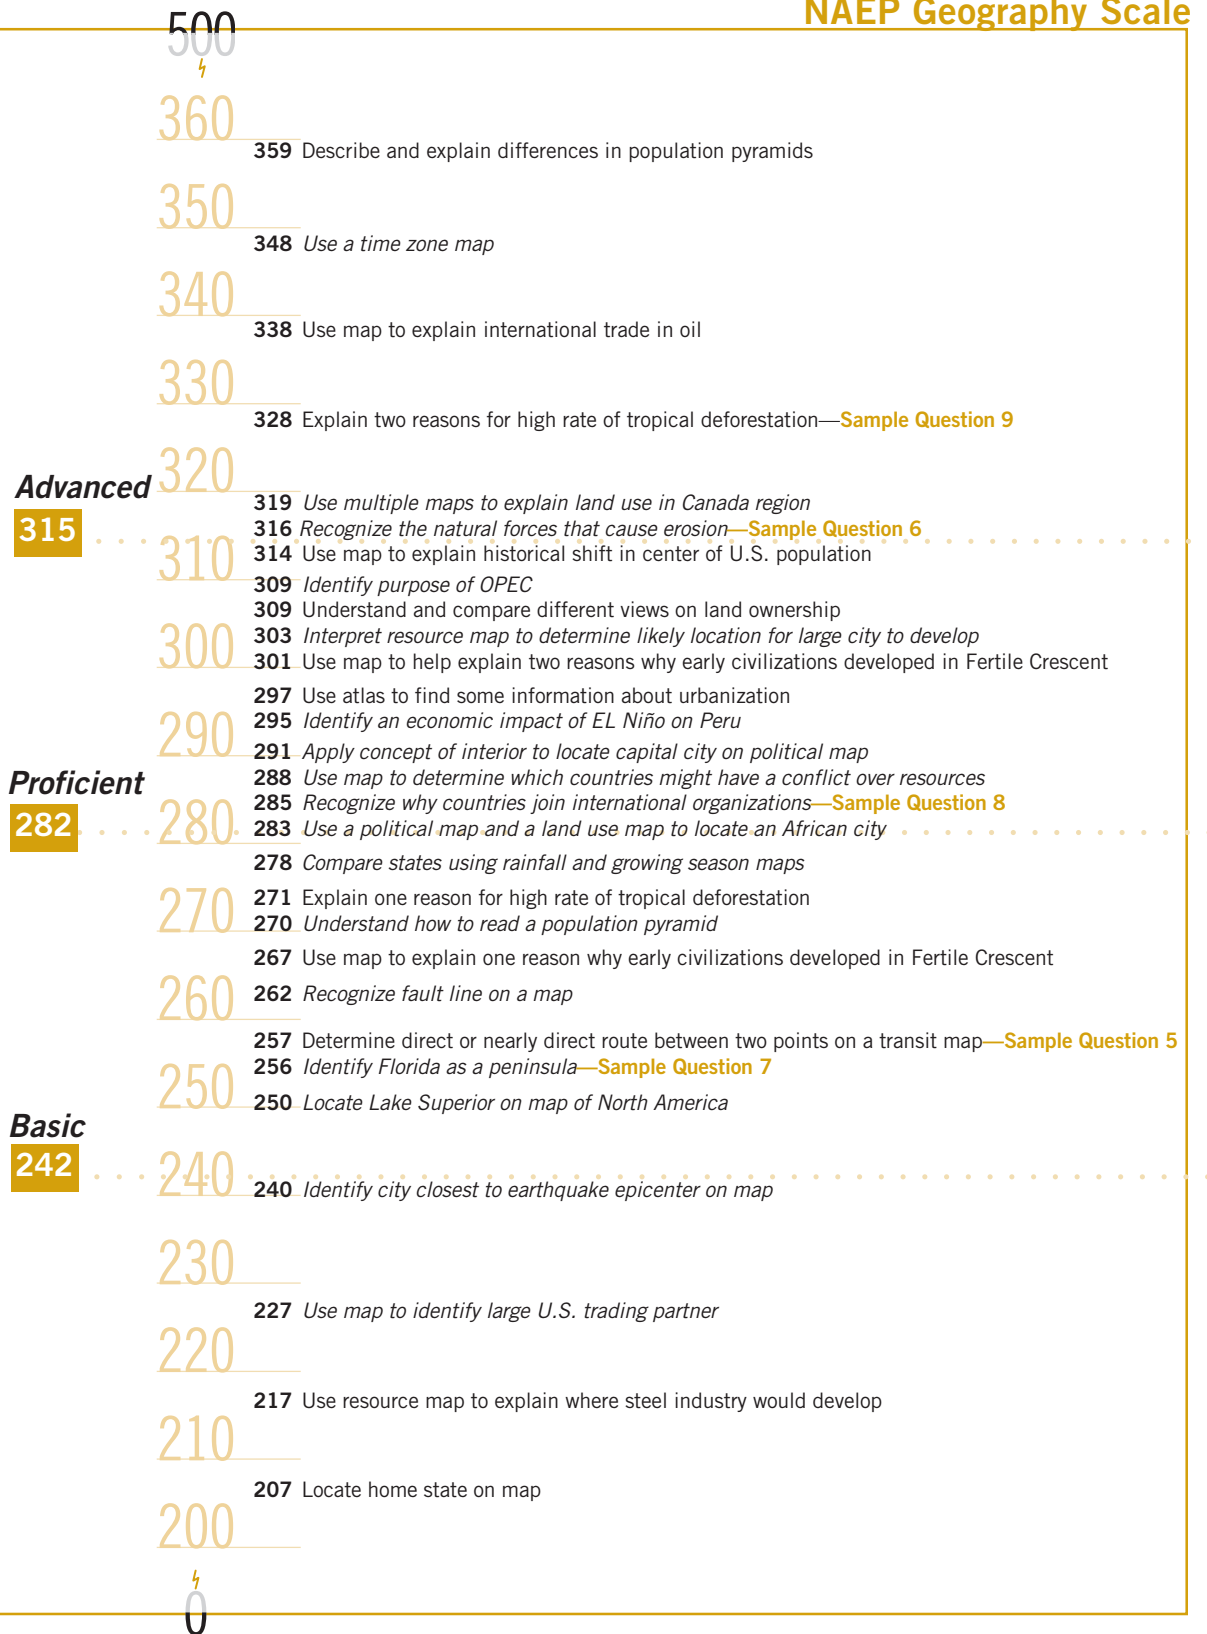 NAEP Geography Scale
500
360
359 Describe and explain differences in population pyramids
350
348 Use a time zone map
340
338 Use map to explain international trade in oil
330
328 Explain two reasons for high rate of tropical deforestation—Sample Question 9
320
Advanced
315
319 Use multiple maps to explain land use in Canada region
316 Recognize the natural forces that cause erosion—Sample Question 6
310
314 Use map to explain historical shift in center of U.S. population
309 Identify purpose of OPEC
309 Understand and compare different views on land ownership
303 Interpret resource map to determine likely location for large city to develop
300
301 Use map to help explain two reasons why early civilizations developed in Fertile Crescent
297 Use atlas to find some information about urbanization
295 Identify an economic impact of EL Niño on Peru
290
291 Apply concept of interior to locate capital city on political map
Proficient
282
288 Use map to determine which countries might have a conflict over resources
285 Recognize why countries join international organizations—Sample Question 8
280
283 Use a political map and a land use map to locate an African city
278 Compare states using rainfall and growing season maps
271 Explain one reason for high rate of tropical deforestation
270
270 Understand how to read a population pyramid
267 Use map to explain one reason why early civilizations developed in Fertile Crescent
260
262 Recognize fault line on a map
257 Determine direct or nearly direct route between two points on a transit map—Sample Question 5
256 Identify Florida as a peninsula—Sample Question 7
250
250 Locate Lake Superior on map of North America
Basic
242
240
240 Identify city closest to earthquake epicenter on map
230
227 Use map to identify large U.S. trading partner
220
217 Use resource map to explain where steel industry would develop
210
207 Locate home state on map
200
0